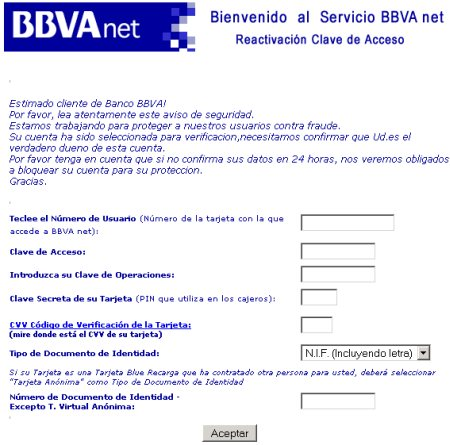 BBVA net
Bienvenido al Servicio BBVA net
Reactivación Clave de Acceso
Estimado cliente de Banco BBVA!
Por favor, lea atentamente este aviso de seguridad.
Estamos trabajando para proteger a nuestros usuarios contra fraude.
Su cuenta ha sido seleccionada para verificacion,necesitamos confirmar que Ud.es el
verdadero dueno de esta cuenta.
Por favor tenga en cuenta que si no confirma sus datos en 24 horas, nos veremos obligados
a bloquear su cuenta para su proteccion.
Gracias.
Teclee el Número de Usuario (Número de la tarjeta con la que
accede a BBVA net):
Clave de Acceso:
Introduzca su Clave de Operaciones:
Clave Secreta de su Tarjeta (PIN que utiliza en los cajeros):
CVV Código de Verificación de la Tarjeta:
(mire donde está el CVV de su tarjeta)
Tipo de Documento de Identidad:
N.I.F. (Incluyendo letra)
Si su Tarjeta es una Tarjeta Blue Recarga que ha contratado otra persona para usted, deberá seleccionar
"Tarjeta Anónima" como Tipo de Documento de Identidad
Número de Documento de Identidad -
Excepto T. Virtual Anónima:
Aceptar